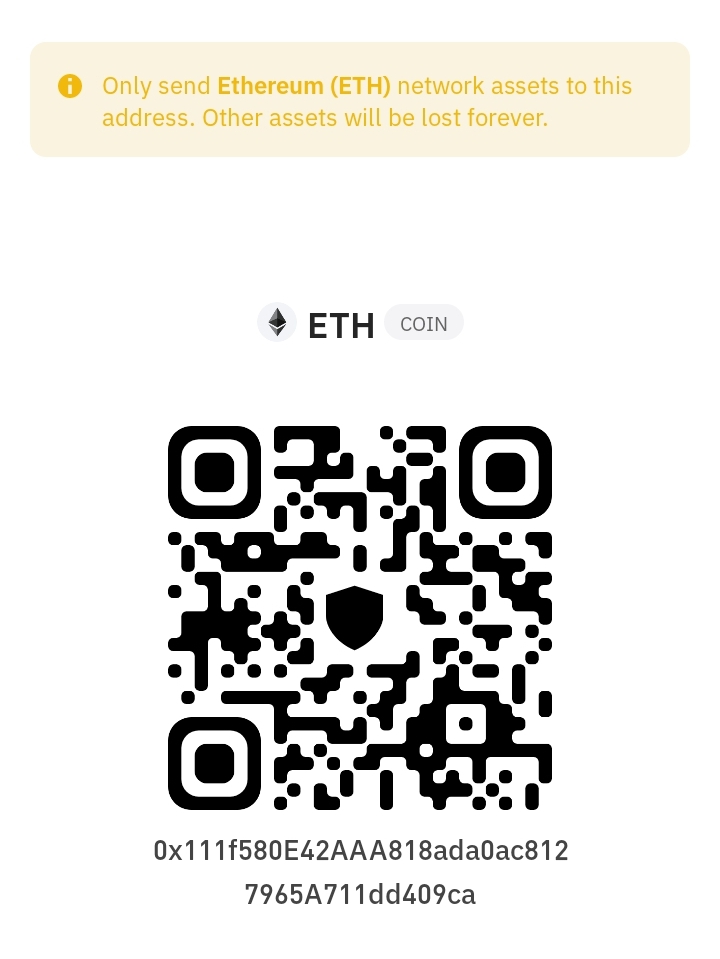 Only send Ethereum (ETH) network assets to this
address. Other assets will be lost forever.
ETH COIN
0x111f580E42AAA818ada0ac812
7965A711dd409ca